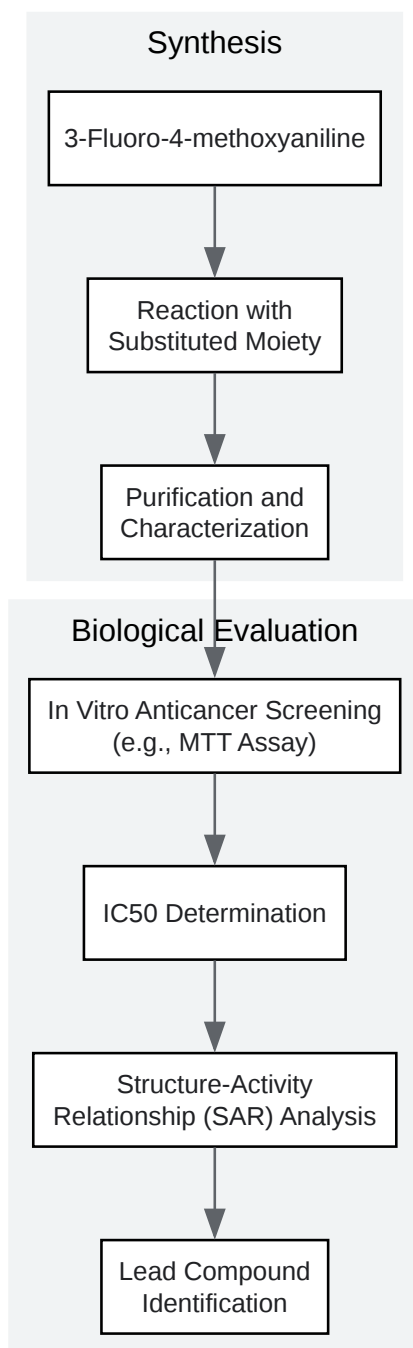 Synthesis
3-Fluoro-4-methoxyaniline
Reaction with
Substituted Moiety
Purification and
Characterization
Biological Evaluation
In Vitro Anticancer Screening
(e.g., MTT Assay)
IC50 Determination
Structure-Activity
Relationship (SAR) Analysis
Lead Compound
Identification